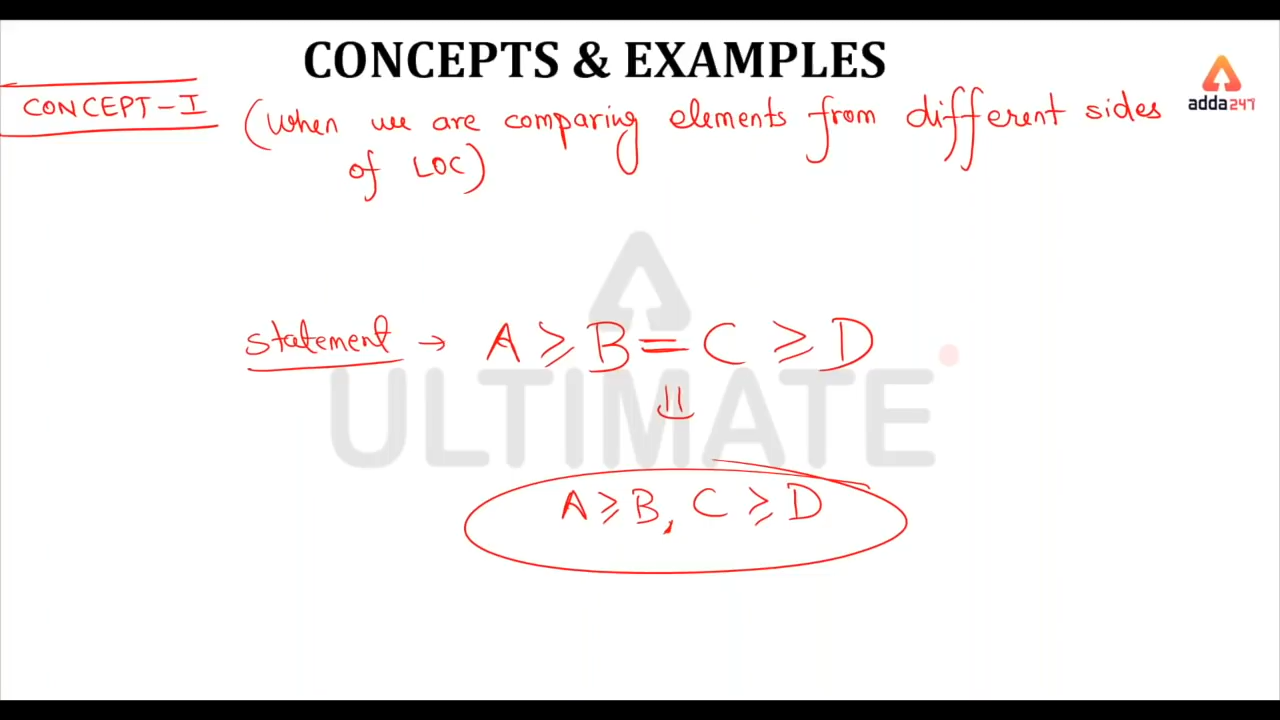 CONCEPTS & EXAMPLES
adda247
CONCEPT-I (When we are comparing elements from different sides
of LOC)
statement → A ≥ B = C ≥ D
ULTIMATE
A ≥ B, C ≥ D